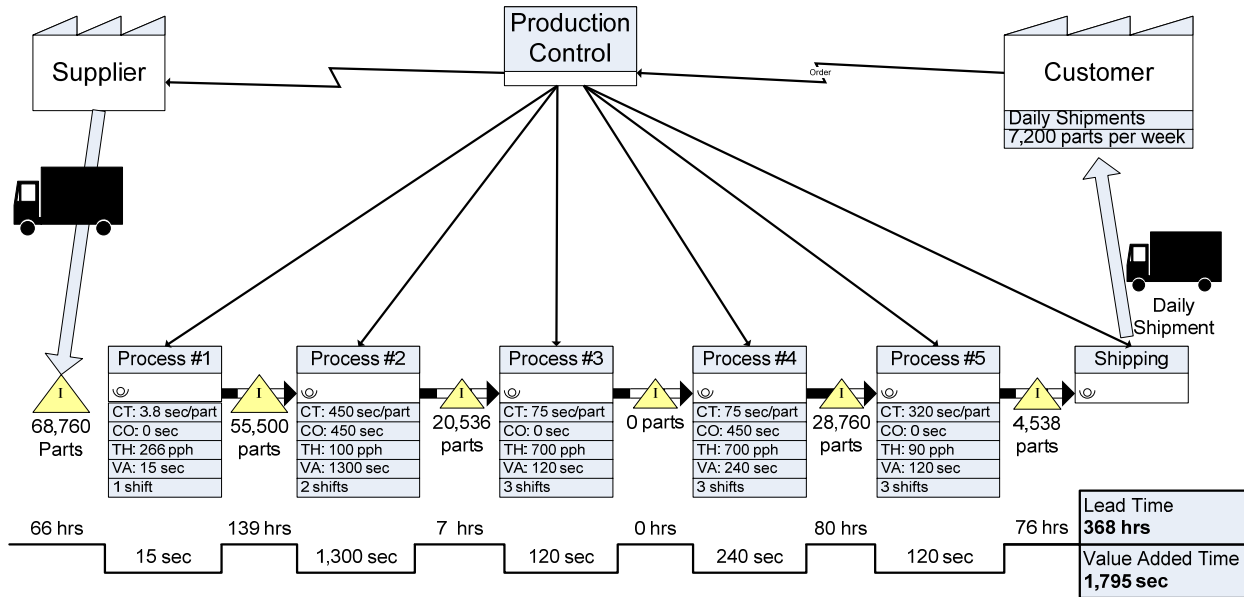 Supplier
Production
Control
Order
Customer
Daily Shipments
7,200 parts per week
Daily
Shipment
I
68,760
Parts
Process #1
CT: 3.8 sec/part
CO: 0 sec
TH: 266 pph
VA: 15 sec
1 shift
I
55,500
parts
Process #2
CT: 450 sec/part
CO: 450 sec
TH: 100 pph
VA: 1300 sec
2 shifts
I
20,536
parts
Process #3
CT: 75 sec/part
CO: 0 sec
TH: 700 pph
VA: 120 sec
3 shifts
I
0 parts
Process #4
CT: 75 sec/part
CO: 450 sec
TH: 700 pph
VA: 240 sec
3 shifts
I
28,760
parts
Process #5
CT: 320 sec/part
CO: 0 sec
TH: 90 pph
VA: 120 sec
3 shifts
I
4,538
parts
Shipping
66 hrs
15 sec
139 hrs
1,300 sec
7 hrs
120 sec
0 hrs
240 sec
80 hrs
120 sec
76 hrs
Lead Time
368 hrs
Value Added Time
1,795 sec